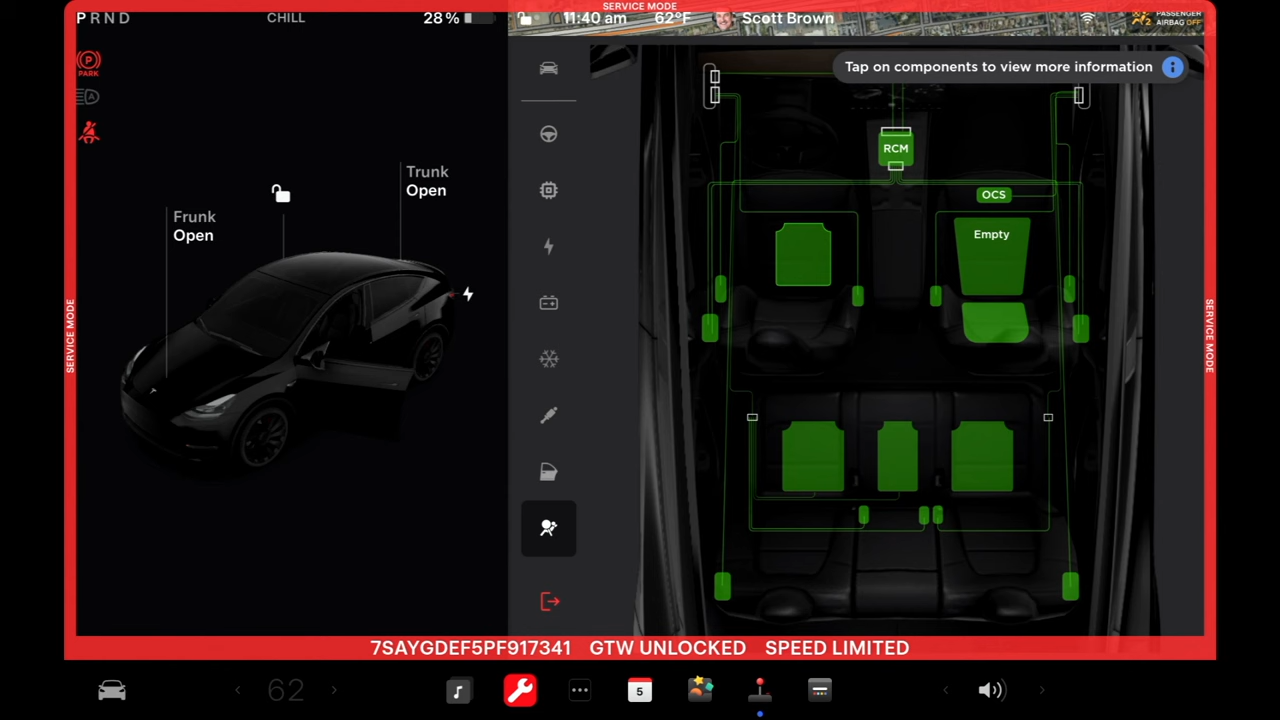 SERVICE MODE
P R N D
CHILL
28 %
11:40 am
62°F
Scott Brown
PASSENGER
AIRBAG OFF
PARK
A
Tap on components to view more information
Trunk
Open
Frunk
Open
RCM
OCS
Empty
SERVICE MODE
SERVICE MODE
7SAYGDEF5PF917341 GTW UNLOCKED SPEED LIMITED
62
5